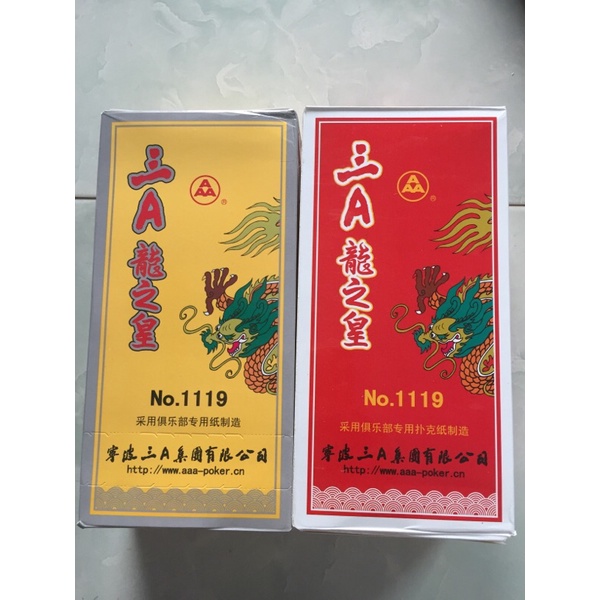 三A龍之皇
A
AA
®
No.1119
采用俱乐部专用纸制造
寧波三A集團有限公司
http://www.aaa-poker.cn
三A龍之皇
A
AA
®
No.1119
采用俱乐部专用扑克纸制造
寧波三A集團有限公司
http://www.aaa-poker.cn